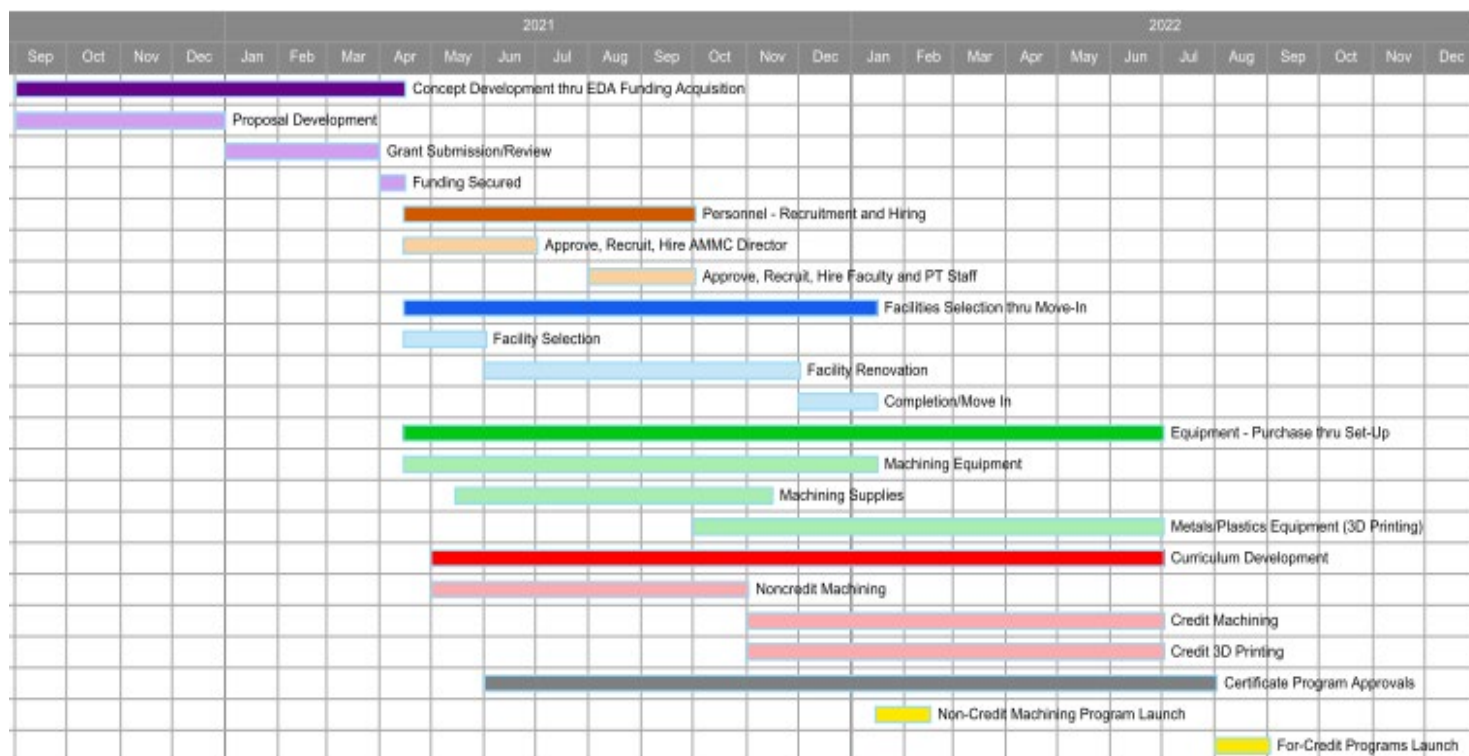 2021 2022
Sep Oct Nov Dec Jan Feb Mar Apr May Jun Jul Aug Sep Oct Nov Dec Jan Feb Mar Apr May Jun Jul Aug Sep Oct Nov Dec
Concept Development thru EDA Funding Acquisition
Proposal Development
Grant Submission/Review
Funding Secured
Personnel - Recruitment and Hiring
Approve, Recruit, Hire AMMC Director
Approve, Recruit, Hire Faculty and PT Staff
Facilities Selection thru Move-In
Facility Selection
Facility Renovation
Completion/Move In
Equipment - Purchase thru Set-Up
Machining Equipment
Machining Supplies
Metals/Plastics Equipment (3D Printing)
Curriculum Development
Noncredit Machining
Credit Machining
Credit 3D Printing
Certificate Program Approvals
Non-Credit Machining Program Launch
For-Credit Programs Launch